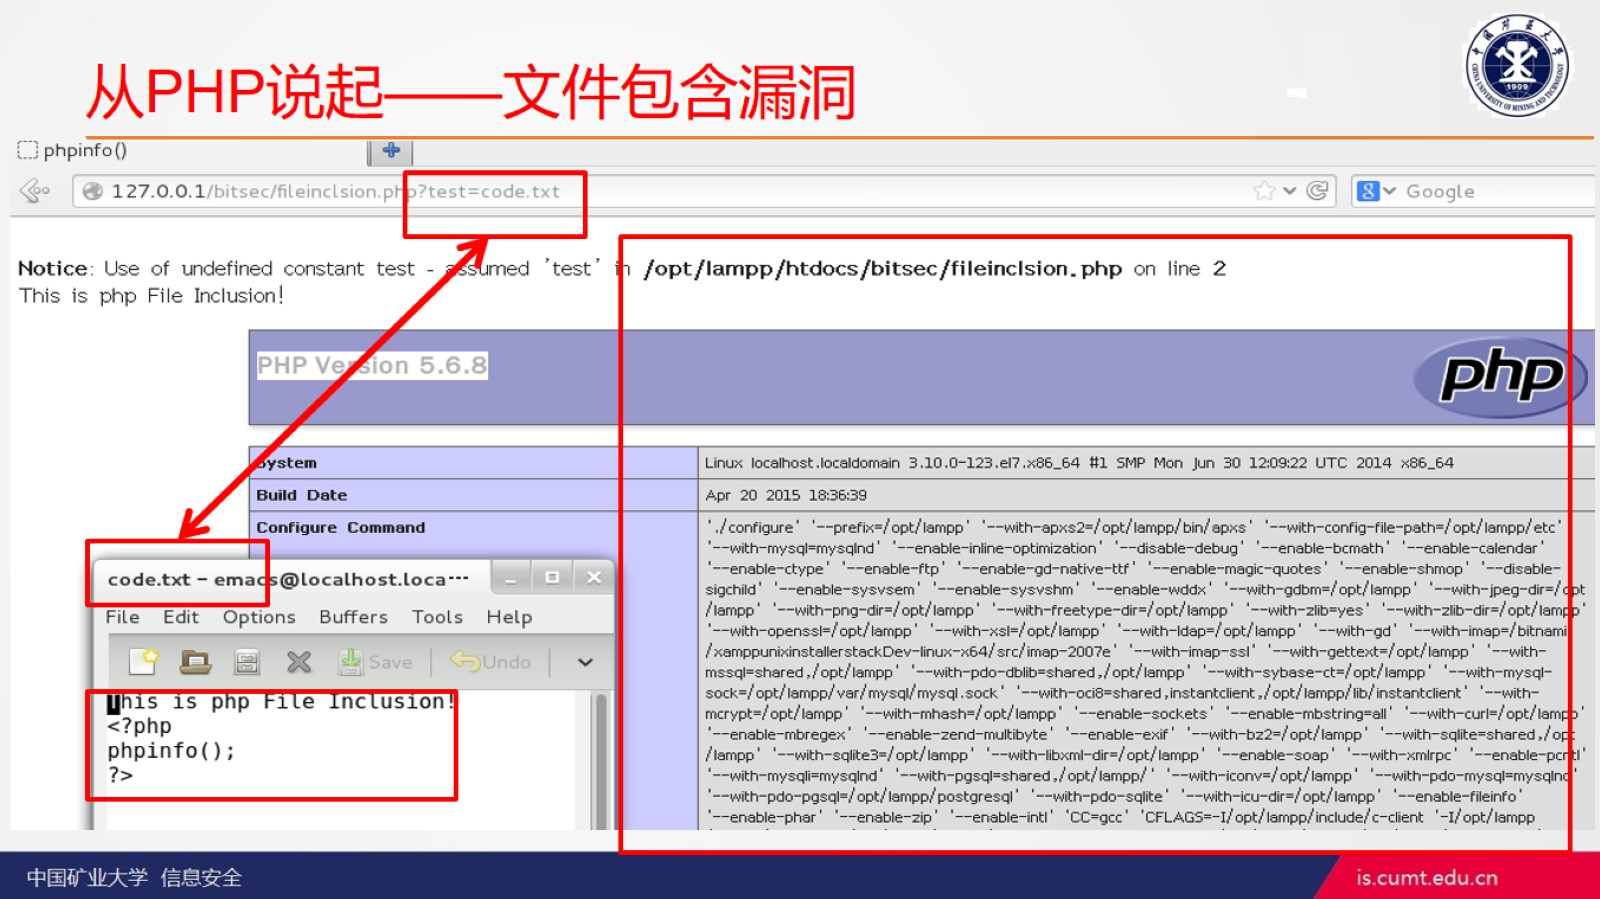 从PHP说起——文件包含漏洞
中国矿业大学
CHINA UNIVERSITY OF MINING AND TECHNOLOGY
1909
phpinfo()
127.0.0.1/bitsec/fileinclsion.php?test=code.txt
Google
Notice: Use of undefined constant test - assumed 'test' in /opt/lampp/htdocs/bitsec/fileinclsion.php on line 2
This is php File Inclusion!
PHP Version 5.6.8
php
System Linux localhost.localdomain 3.10.0-123.el7.x86_64 #1 SMP Mon Jun 30 12:09:22 UTC 2014 x86_64
Build Date Apr 20 2015 18:36:39
Configure Command './configure' '--prefix=/opt/lampp' '--with-apxs2=/opt/lampp/bin/apxs' '--with-config-file-path=/opt/lampp/etc'
'--with-mysql=mysqlnd' '--enable-inline-optimization' '--disable-debug' '--enable-bcmath' '--enable-calendar'
'--enable-ctype' '--enable-ftp' '--enable-gd-native-ttf' '--enable-magic-quotes' '--enable-shmop' '--disable-
sigchild' '--enable-sysvsem' '--enable-sysvshm' '--enable-wddx' '--with-gdbm=/opt/lampp' '--with-jpeg-dir=/opt
/lampp' '--with-png-dir=/opt/lampp' '--with-freetype-dir=/opt/lampp' '--with-zlib=yes' '--with-zlib-dir=/opt/lampp'
'--with-openssl=/opt/lampp' '--with-xsl=/opt/lampp' '--with-ldap=/opt/lampp' '--with-gd' '--with-imap=/bitnami
/xamppunixinstallerstackDev-linux-x64/src/imap-2007e' '--with-imap-ssl' '--with-gettext=/opt/lampp' '--with-
mssql=shared,/opt/lampp' '--with-pdo-dblib=shared,/opt/lampp' '--with-sybase-ct=/opt/lampp' '--with-mysql-
sock=/opt/lampp/var/mysql/mysql.sock' '--with-oci8=shared,instantclient,/opt/lampp/lib/instantclient' '--with-
mcrypt=/opt/lampp' '--with-mhash=/opt/lampp' '--enable-sockets' '--enable-mbstring=all' '--with-curl=/opt/lampp'
'--enable-mbregex' '--enable-zend-multibyte' '--enable-exif' '--with-bz2=/opt/lampp' '--with-sqlite=shared,/opt
/lampp' '--with-sqlite3=/opt/lampp' '--with-libxml-dir=/opt/lampp' '--enable-soap' '--with-xmlrpc' '--enable-pcntl'
'--with-mysqli=mysqlnd' '--with-pgsql=shared,/opt/lampp/' '--with-iconv=/opt/lampp' '--with-pdo-mysql=mysqlnd'
'--with-pdo-pgsql=/opt/lampp/postgresql' '--with-pdo-sqlite' '--with-icu-dir=/opt/lampp' '--enable-fileinfo'
'--enable-phar' '--enable-zip' '--enable-intl' 'CC=gcc' 'CFLAGS=-I/opt/lampp/include/c-client '-I/opt/lampp
code.txt – emacs@localhost.loca···
File Edit Options Buffers Tools Help
Save Undo
This is php File Inclusion!
<?php
phpinfo();
?>
中国矿业大学 信息安全
is.cumt.edu.cn